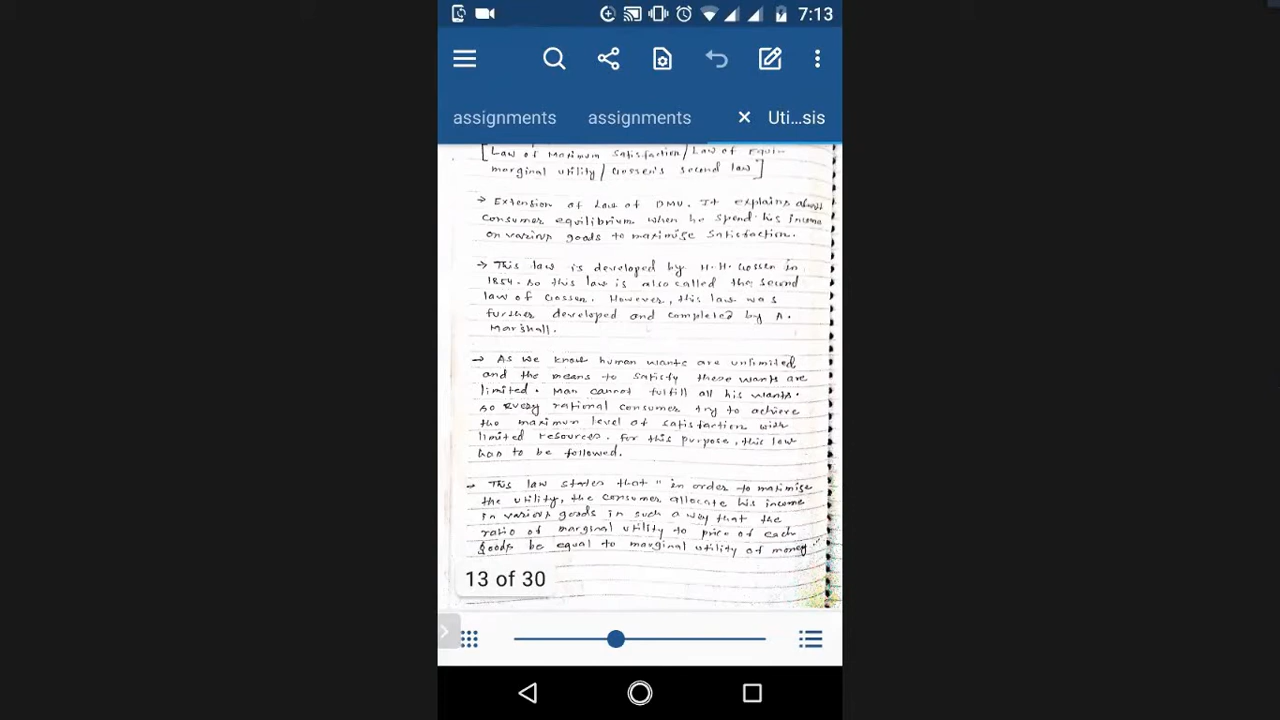 7:13
assignments
assignments
Uti...sis
[Law of Maximum Satisfaction/Law of Equi-
marginal utility/Gossen's second law]
→ Extension of Law of DMU. It explains about
consumer equilibrium when he spend his income
on various goods to maximise satisfaction.
→ This law is developed by H.H. Gossen in
1854. So this law is also called the second
law of Gossen. However, this law was
further developed and completed by A.
Marshall.
→ As we know human wants are unlimited
and the means to satisfy these wants are
limited. Man cannot fulfill all his wants.
So every rational consumer try to achieve
the maximum level of satisfaction with
limited resources. For this purpose, this law
has to be followed.
→ This law states that "in order to maximise
the utility, the consumer allocate his income
in various goods in such a way that the
ratio of marginal utility to price of each
goods be equal to marginal utility of money."
13 of 30